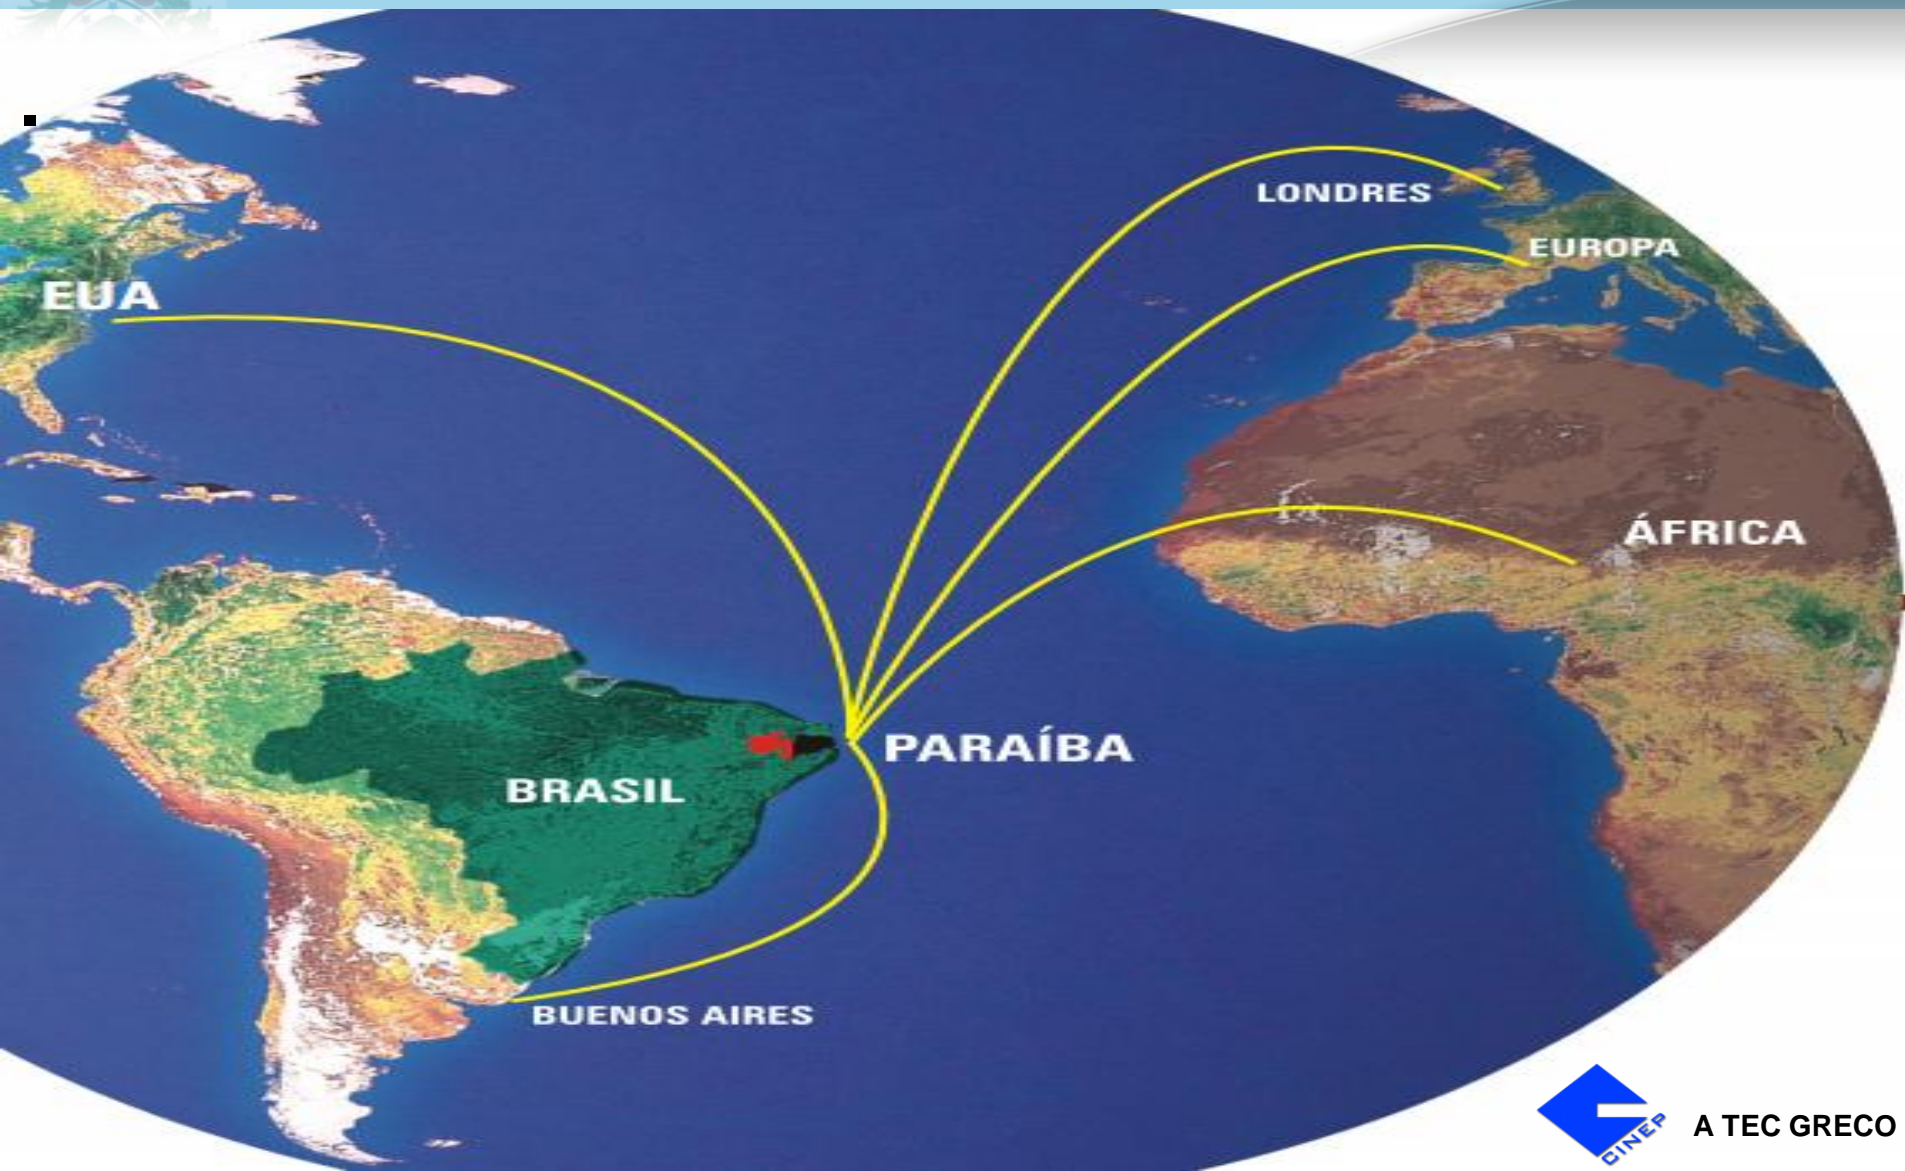 LONDRES
EUROPA
EUA
ÁFRICA
PARAÍBA
BRASIL
BUENOS AIRES
CINEP
A TEC GRECO